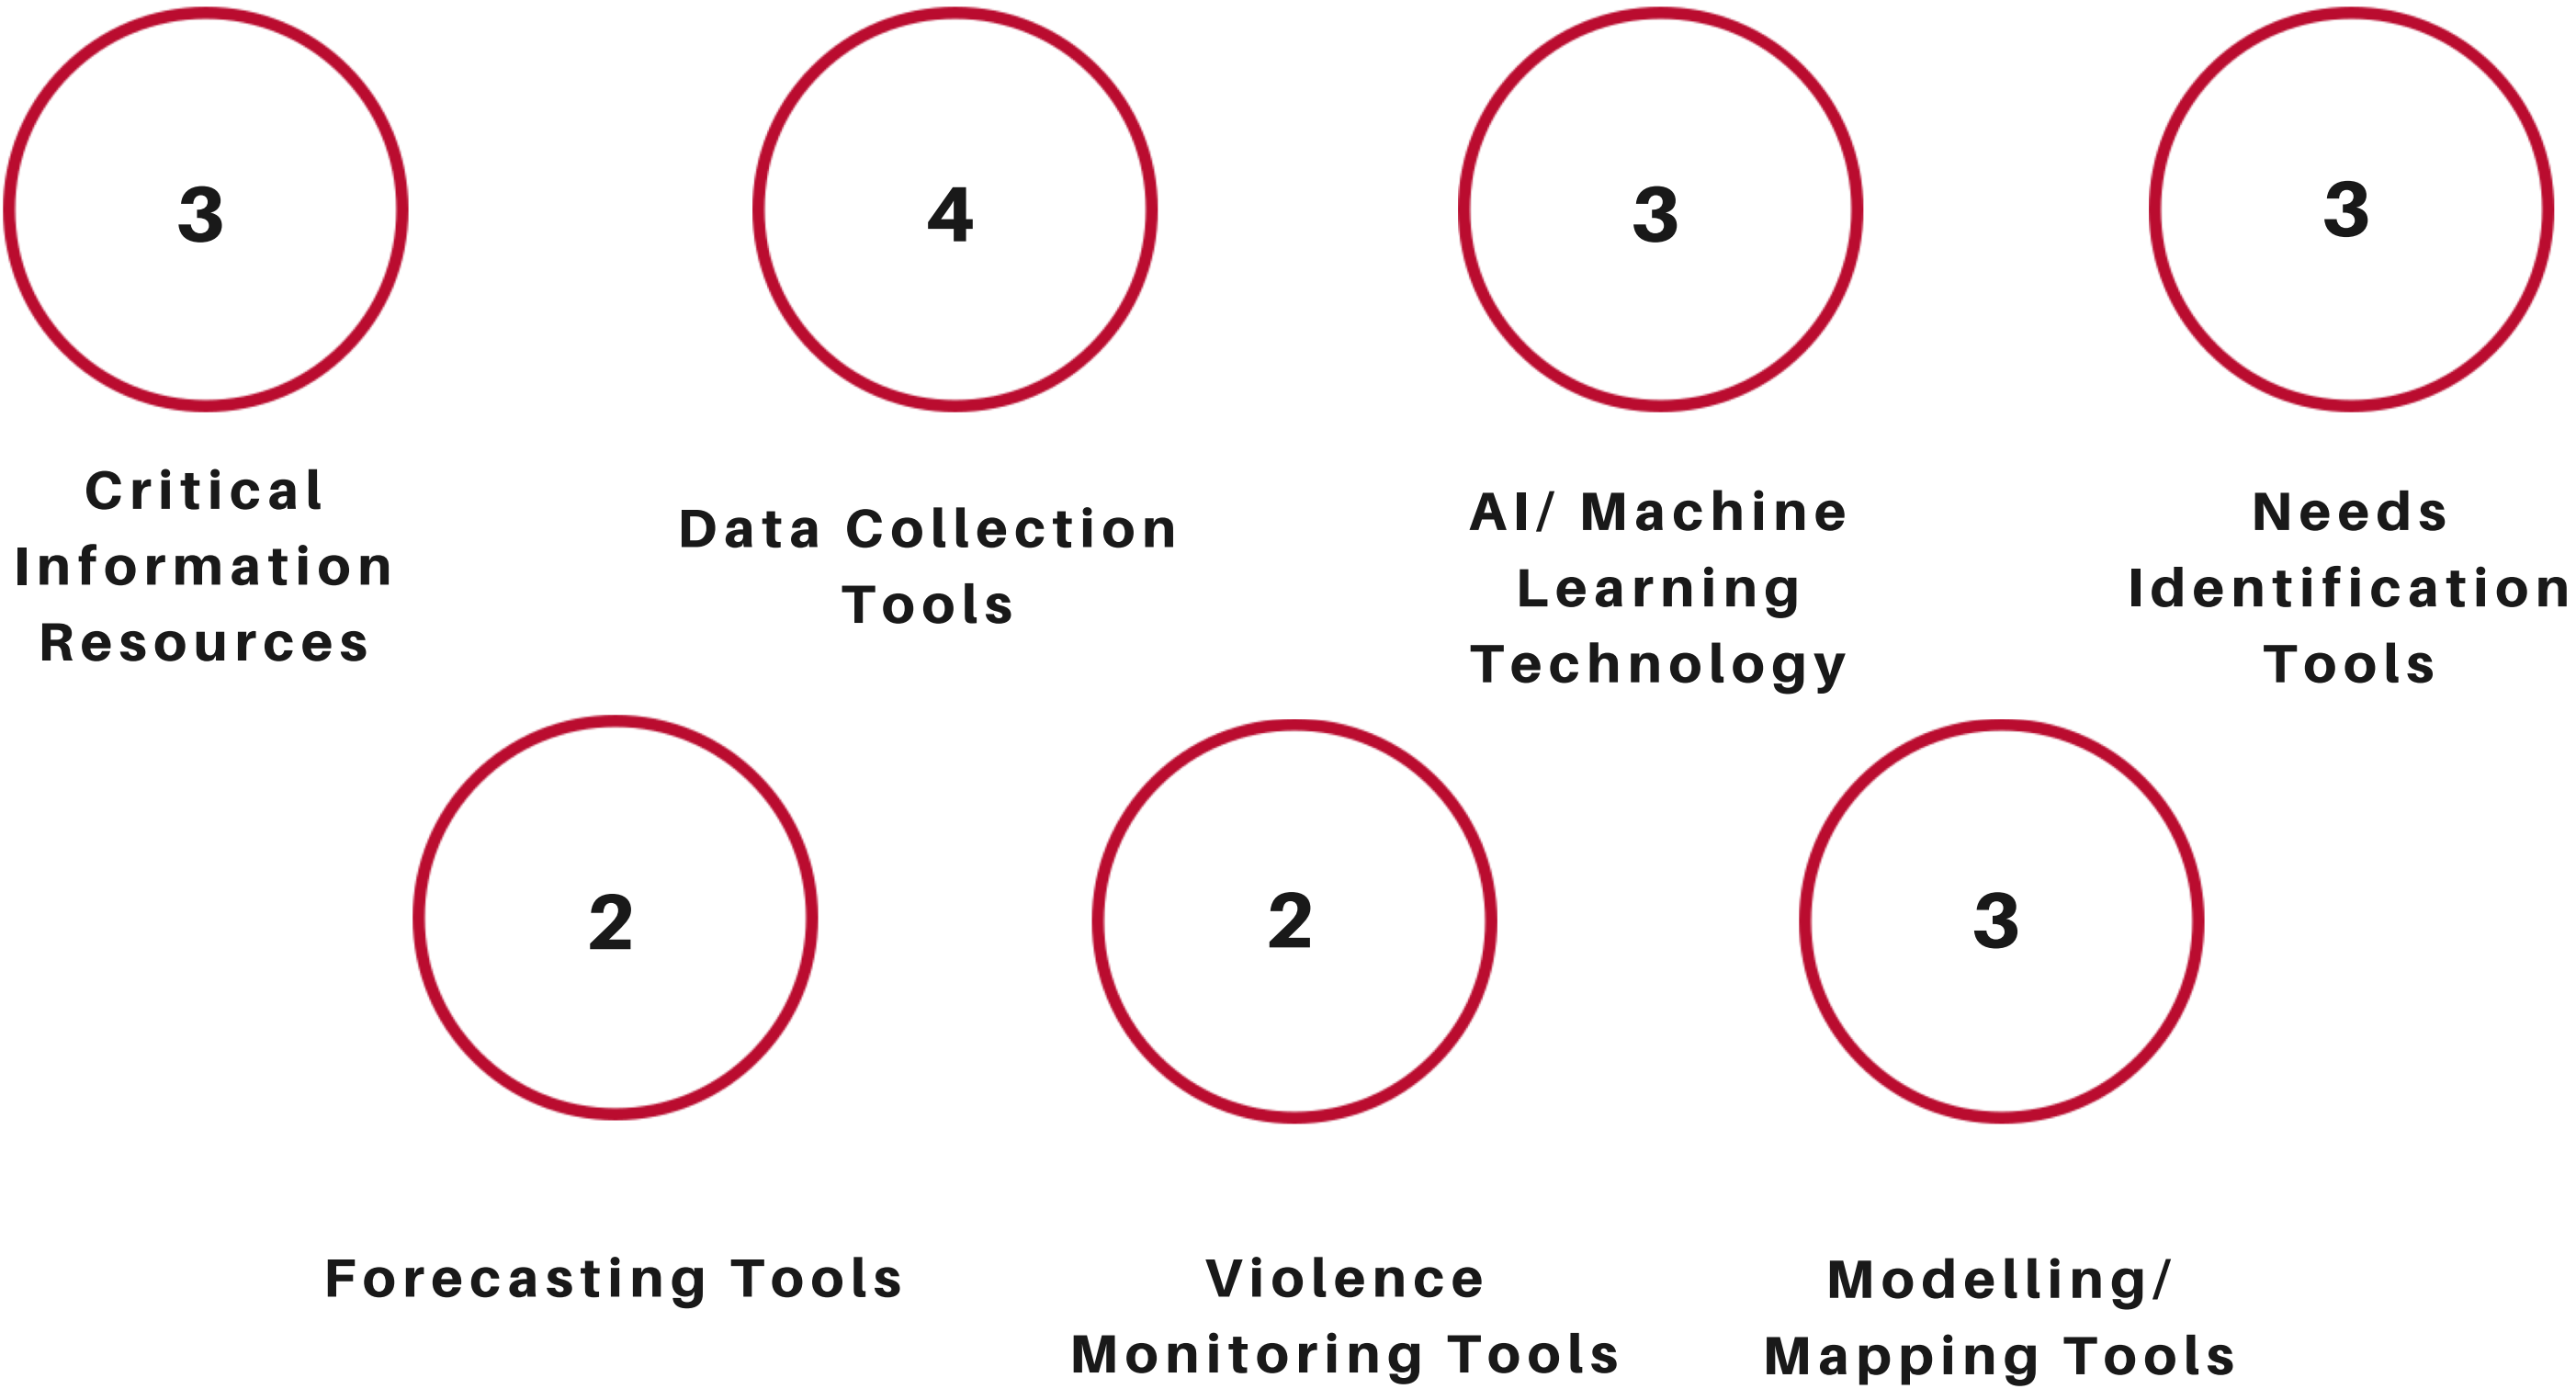 3
4
3
3
Critical
Information
Resources
Data Collection
Tools
AI/ Machine
Learning
Technology
Needs
Identification
Tools
2
2
3
Forecasting Tools
Violence
Monitoring Tools
Modelling/
Mapping Tools